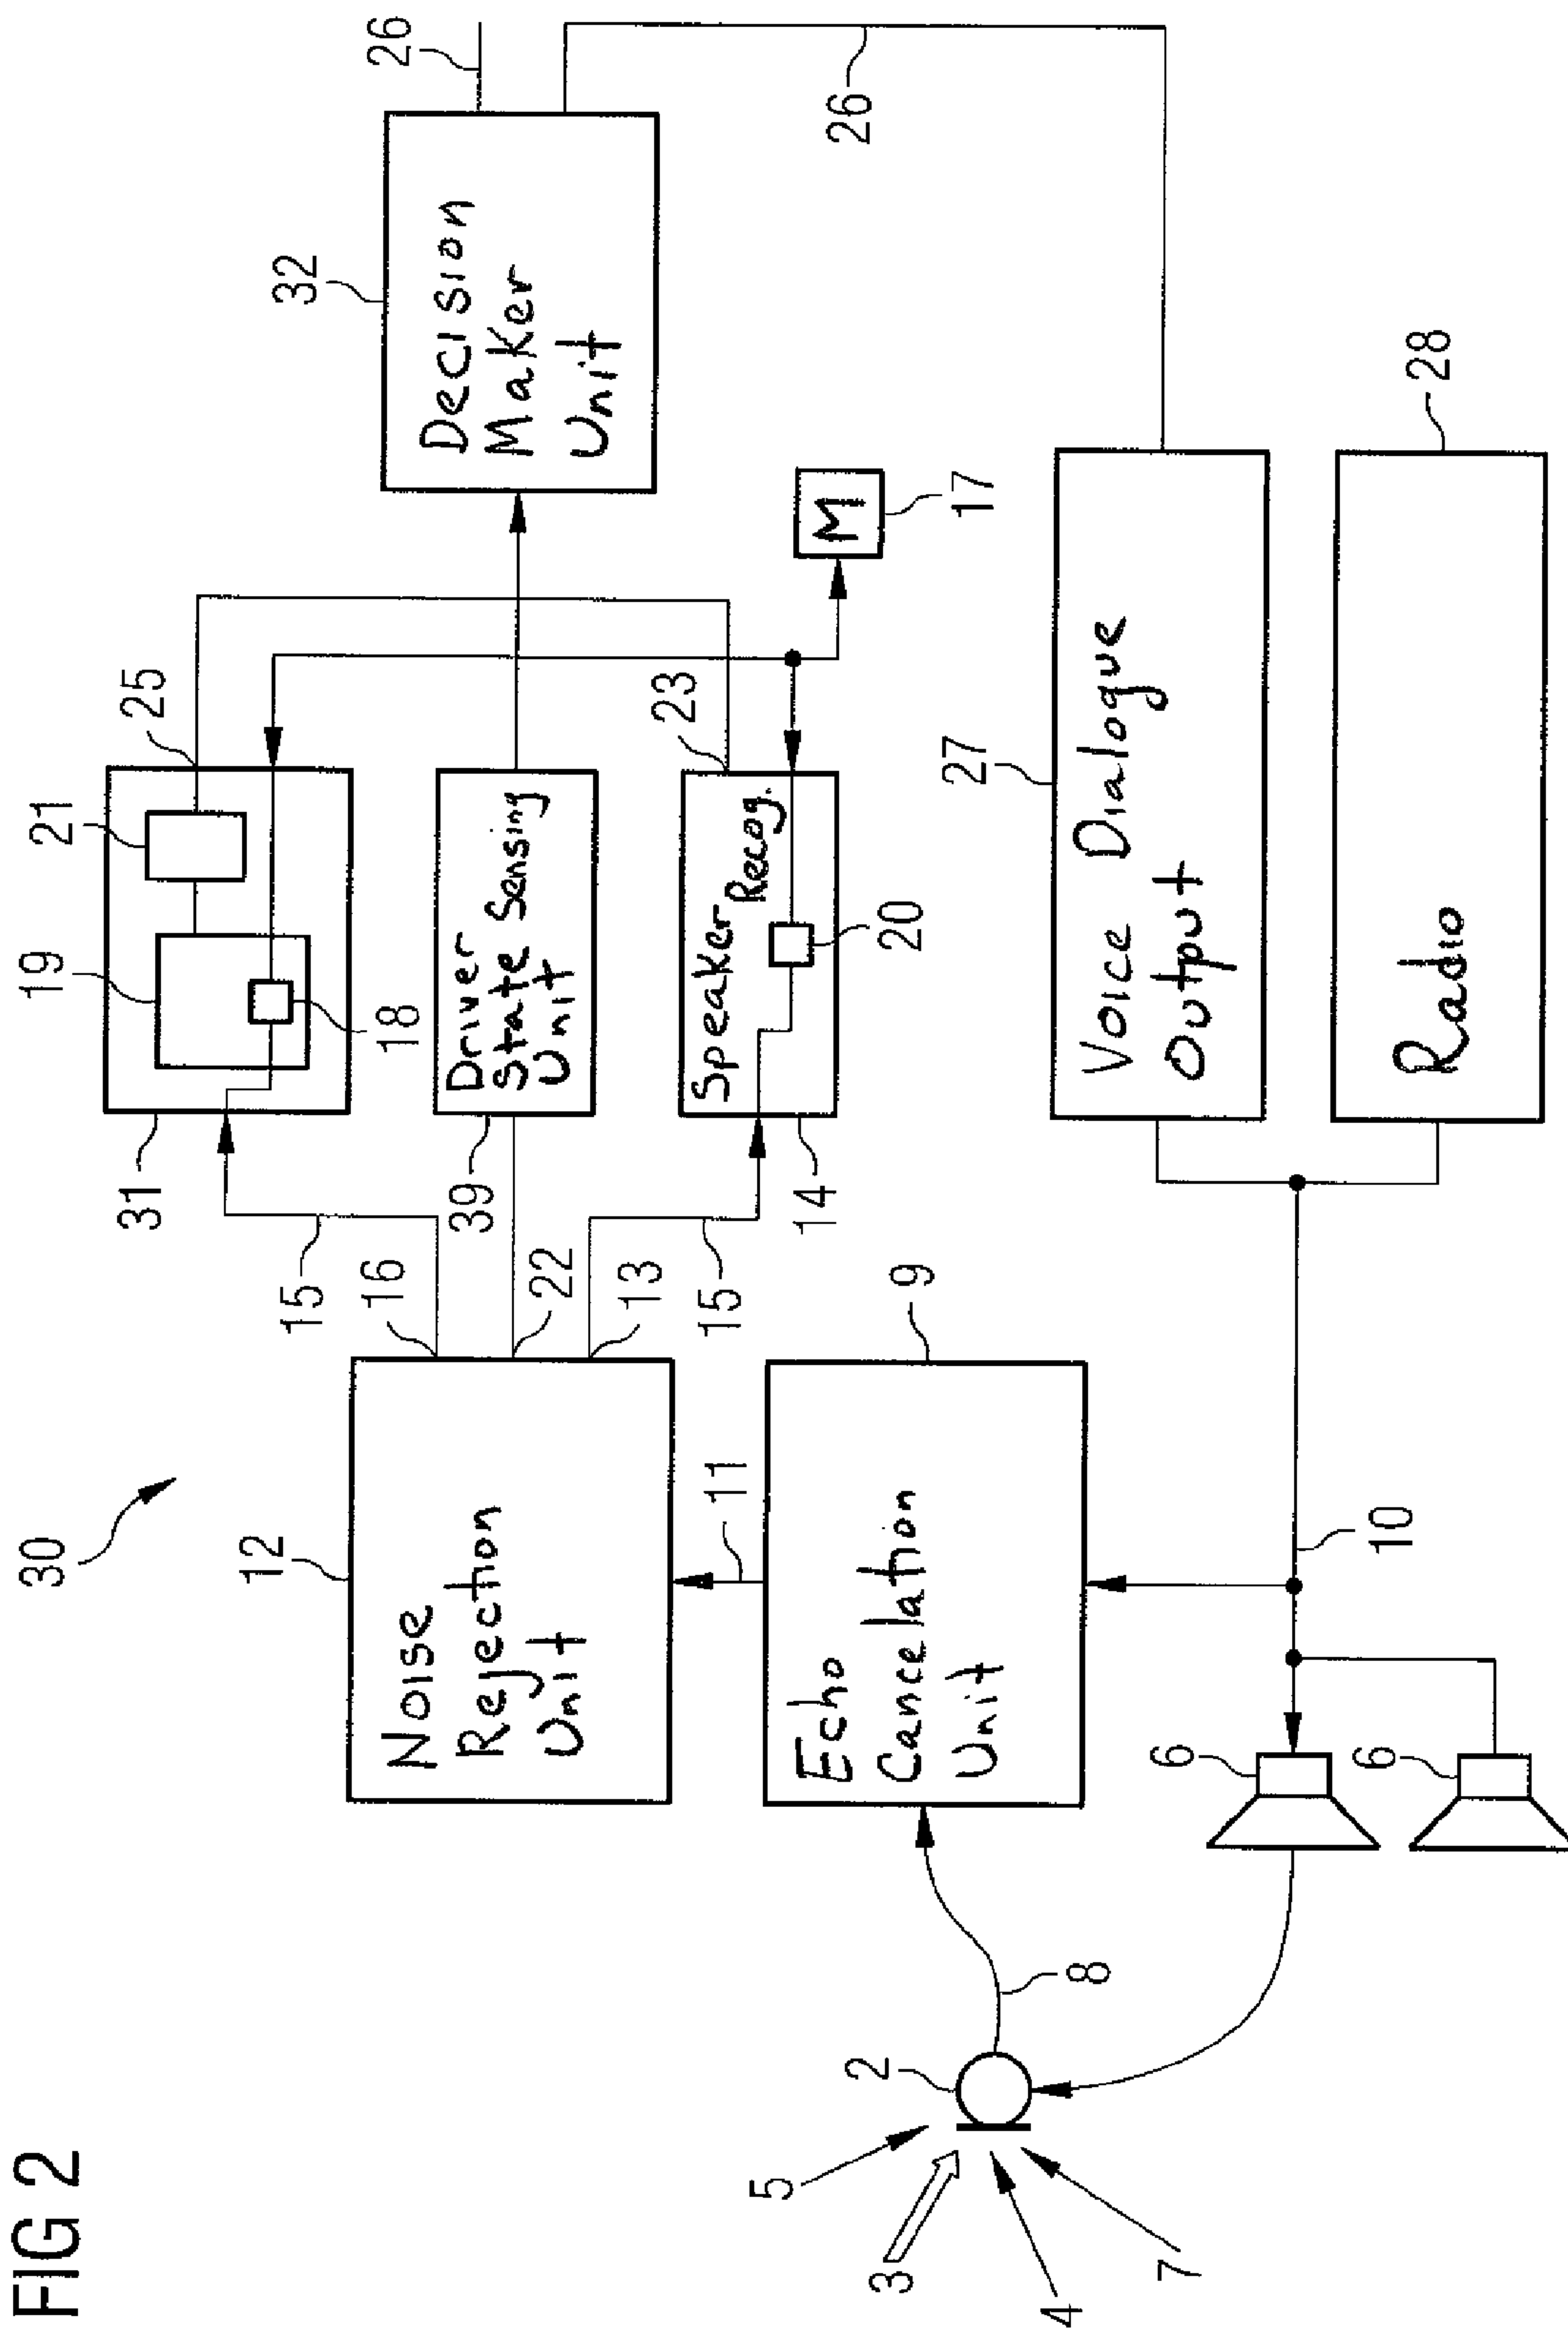 FIG 2
30
31
15
19
18
21
25
39
Driver
State Sensing
Unit
15
14
Speaker
Recog.
20
23
M
17
32
Decision
Maker
Unit
26
26
16
22
13
12
Noise
Rejection
Unit
11
9
Echo
Cancelation
Unit
27
Voice Dialogue
Output
28
Radio
10
6
6
8
2
5
3
4
7